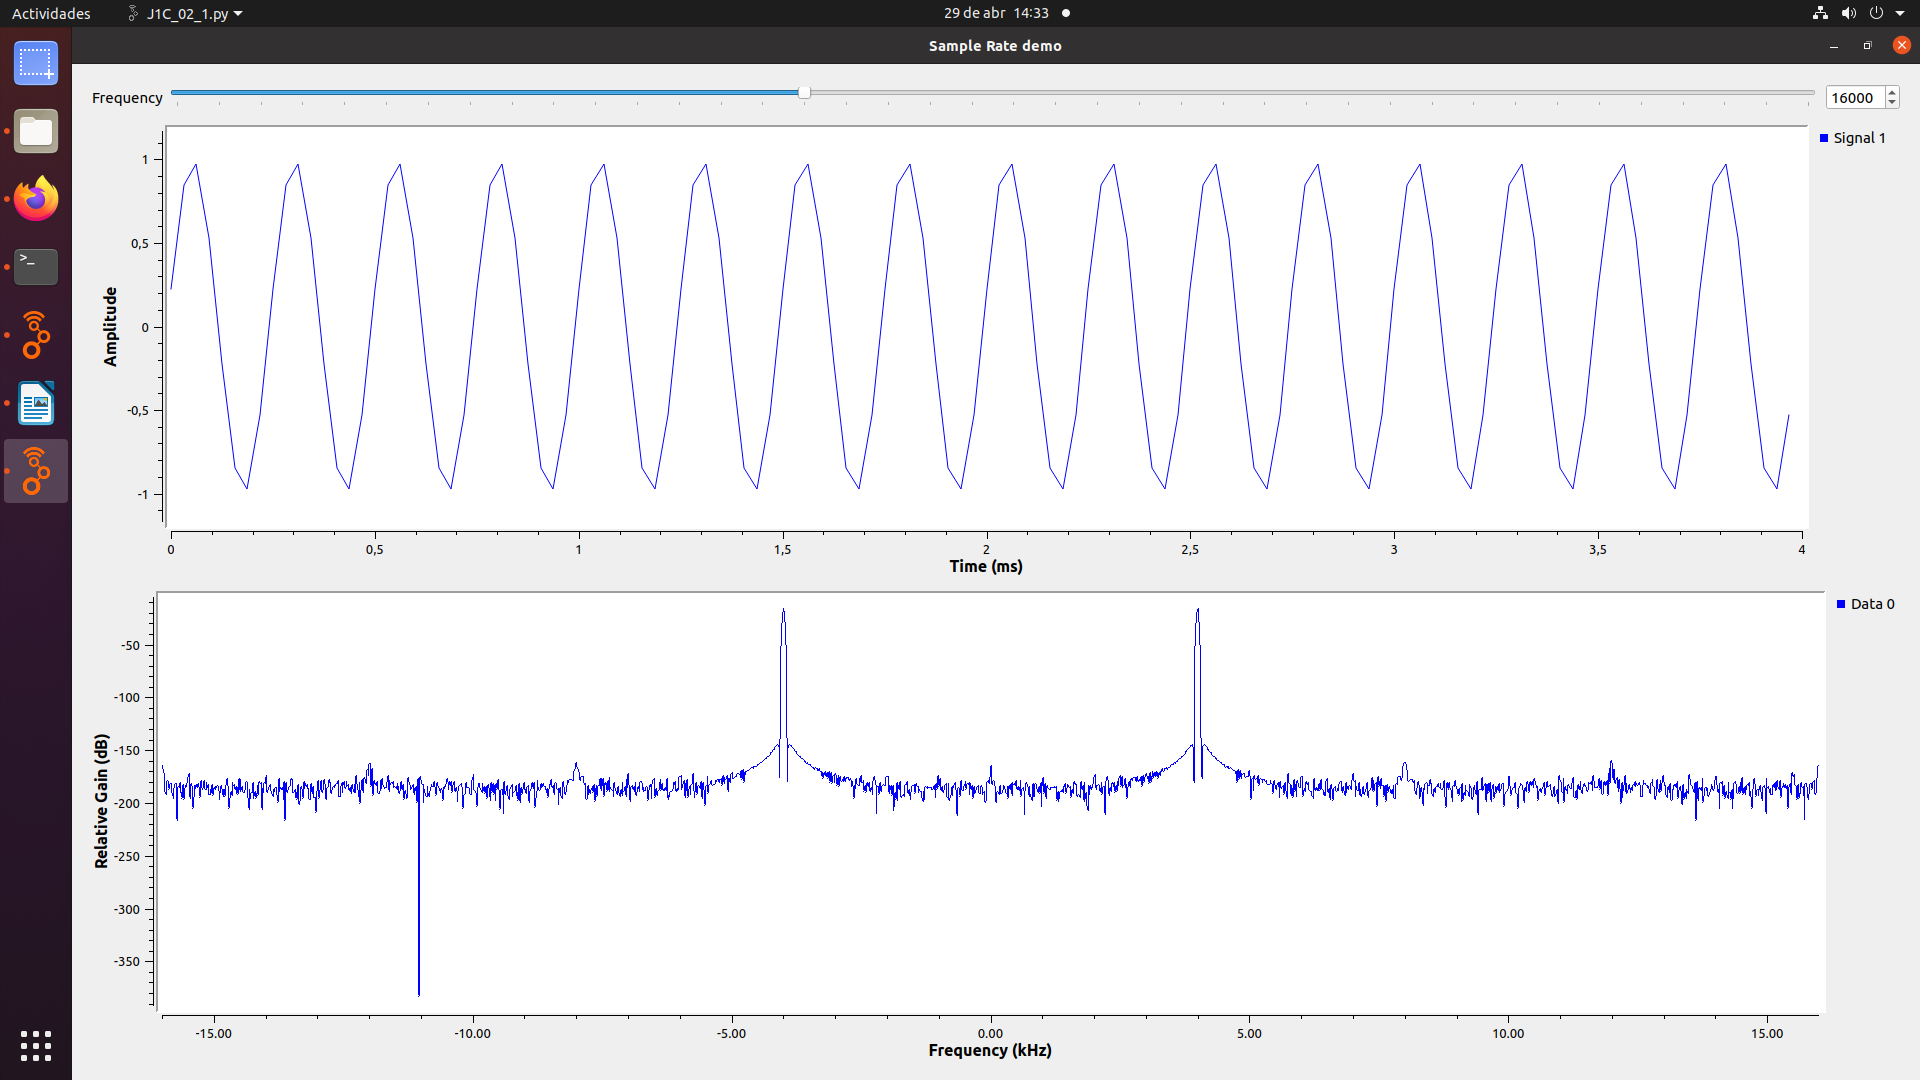 Actividades
J1C_02_1.py
29 de abr 14:33
Sample Rate demo
Frequency
16000
Signal 1
1
0,5
0
-0,5
-1
Amplitude
0 0,5 1 1,5 2 2,5 3 3,5 4
Time (ms)
>_
Data 0
-50
-100
-150
-200
-250
-300
-350
Relative Gain (dB)
-15.00 -10.00 -5.00 0.00 5.00 10.00 15.00
Frequency (kHz)